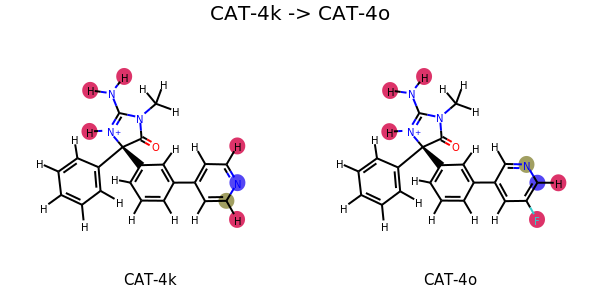 CAT-4k -> CAT-4o
H H H
H N N H
H N+ O
H H
H H H H
H N
H H H H H H
H H H
H N N H
H N+ O
H H H
H H N
H H
H H H H F
H
CAT-4k CAT-4o